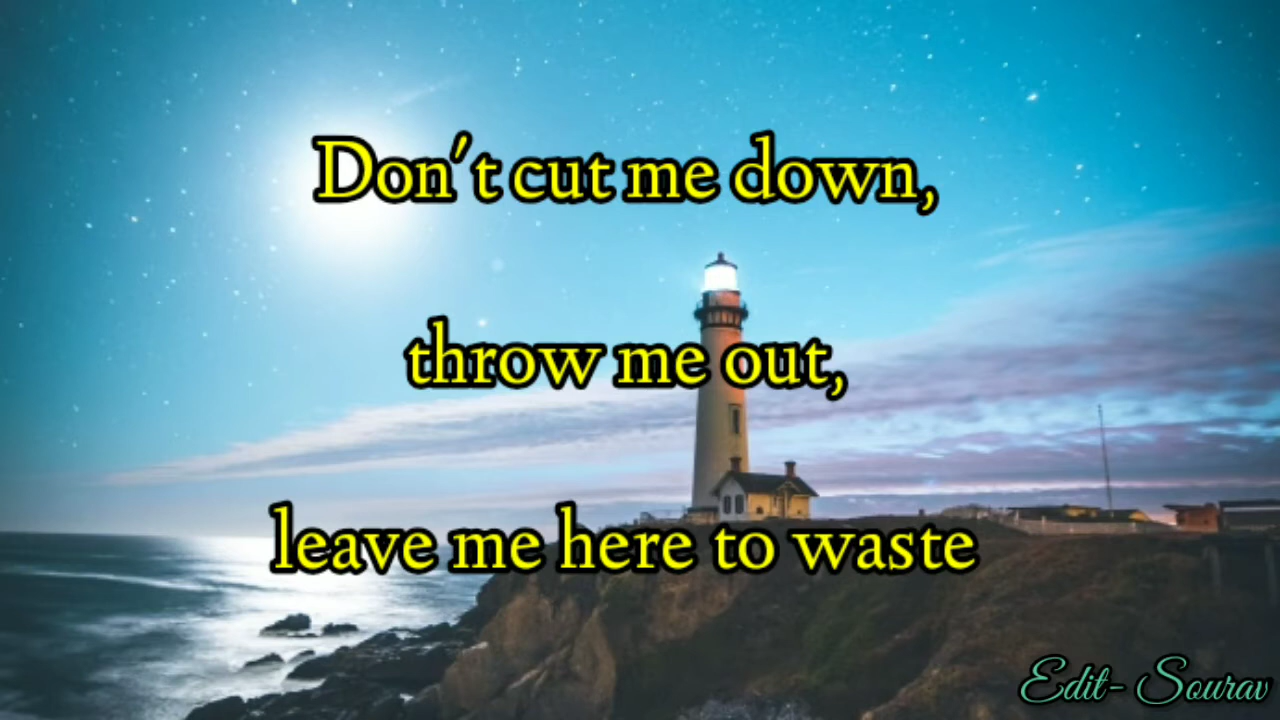 Don't cut me down,
throw me out,
leave me here to waste
Edit- Sourav